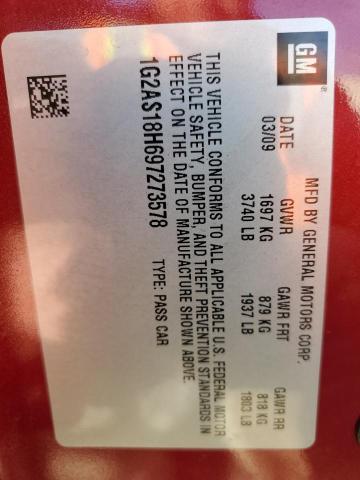 GM
MFD BY GENERAL MOTORS CORP.
DATE GVWR GAWR FRT GAWR RR
03/09 1697 KG 879 KG 818 KG
3740 LB 1937 LB 1803 LB
THIS VEHICLE CONFORMS TO ALL APPLICABLE U.S. FEDERAL MOTOR
VEHICLE SAFETY, BUMPER, AND THEFT PREVENTION STANDARDS IN
EFFECT ON THE DATE OF MANUFACTURE SHOWN ABOVE.
1G2AS18H697273578 TYPE: PASS CAR